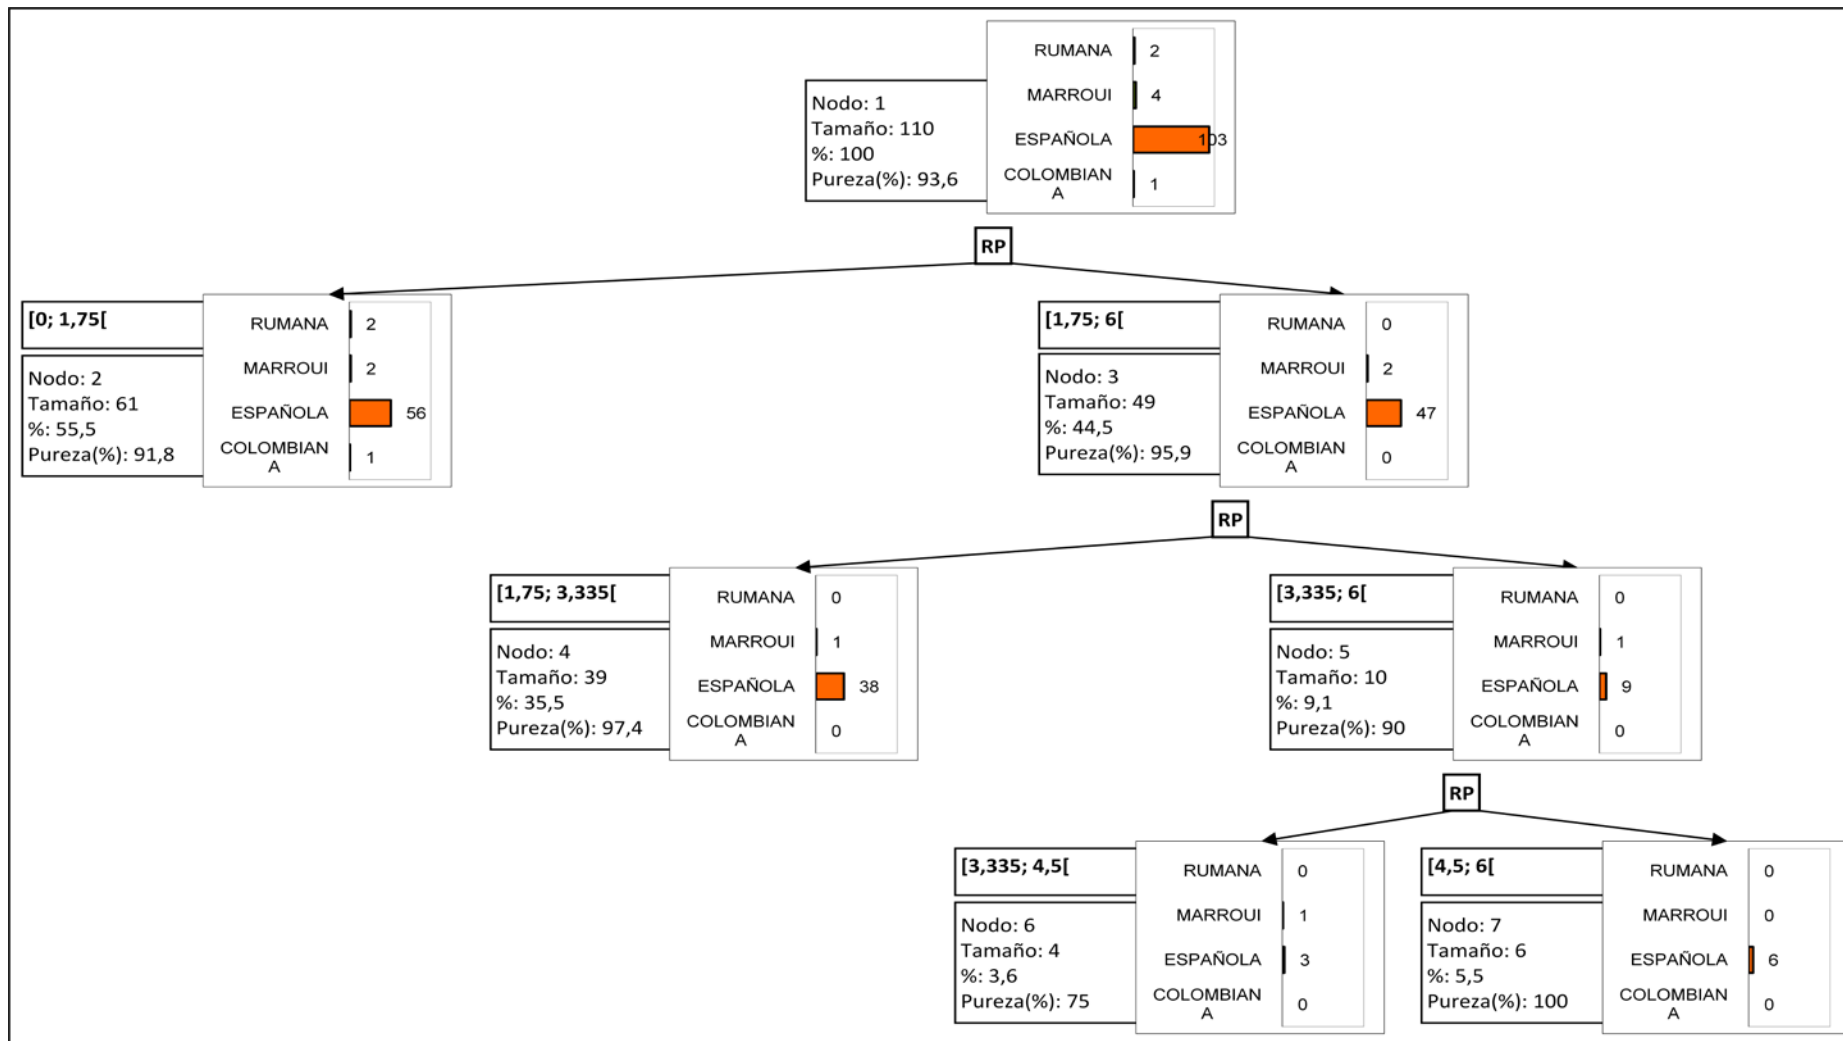 RUMANA 2
MARROUI 4
ESPAÑOLA 103
COLOMBIAN
A 1
Nodo: 1
Tamaño: 110
%: 100
Pureza(%): 93,6
RP
[0; 1,75[
Nodo: 2
Tamaño: 61
%: 55,5
Pureza(%): 91,8
RUMANA 2
MARROUI 2
ESPAÑOLA 56
COLOMBIAN
A 1
[1,75; 6[
Nodo: 3
Tamaño: 49
%: 44,5
Pureza(%): 95,9
RUMANA 0
MARROUI 2
ESPAÑOLA 47
COLOMBIAN
A 0
RP
[1,75; 3,335[
Nodo: 4
Tamaño: 39
%: 35,5
Pureza(%): 97,4
RUMANA 0
MARROUI 1
ESPAÑOLA 38
COLOMBIAN
A 0
[3,335; 6[
Nodo: 5
Tamaño: 10
%: 9,1
Pureza(%): 90
RUMANA 0
MARROUI 1
ESPAÑOLA 9
COLOMBIAN
A 0
RP
[3,335; 4,5[
Nodo: 6
Tamaño: 4
%: 3,6
Pureza(%): 75
RUMANA 0
MARROUI 1
ESPAÑOLA 3
COLOMBIAN
A 0
[4,5; 6[
Nodo: 7
Tamaño: 6
%: 5,5
Pureza(%): 100
RUMANA 0
MARROUI 0
ESPAÑOLA 6
COLOMBIAN
A 0